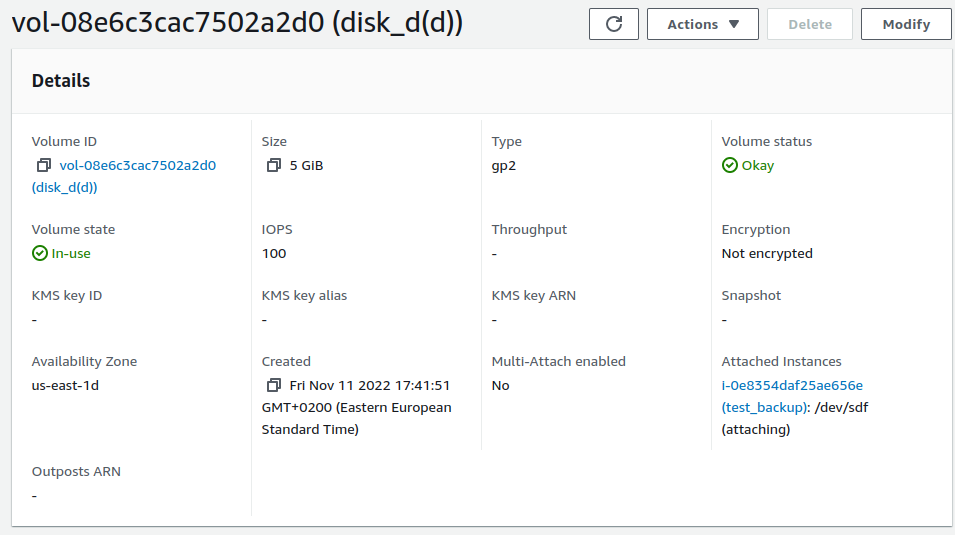 vol-08e6c3cac7502a2d0 (disk_d(d))
Actions
Delete
Modify
Details
Volume ID
vol-08e6c3cac7502a2d0
(disk_d(d))
Size
5 GiB
Type
gp2
Volume status
Okay
Volume state
In-use
IOPS
100
Throughput
-
Encryption
Not encrypted
KMS key ID
-
KMS key alias
-
KMS key ARN
-
Snapshot
-
Availability Zone
us-east-1d
Created
Fri Nov 11 2022 17:41:51
GMT+0200 (Eastern European
Standard Time)
Multi-Attach enabled
No
Attached Instances
i-0e8354daf25ae656e
(test_backup): /dev/sdf
(attaching)
Outposts ARN
-